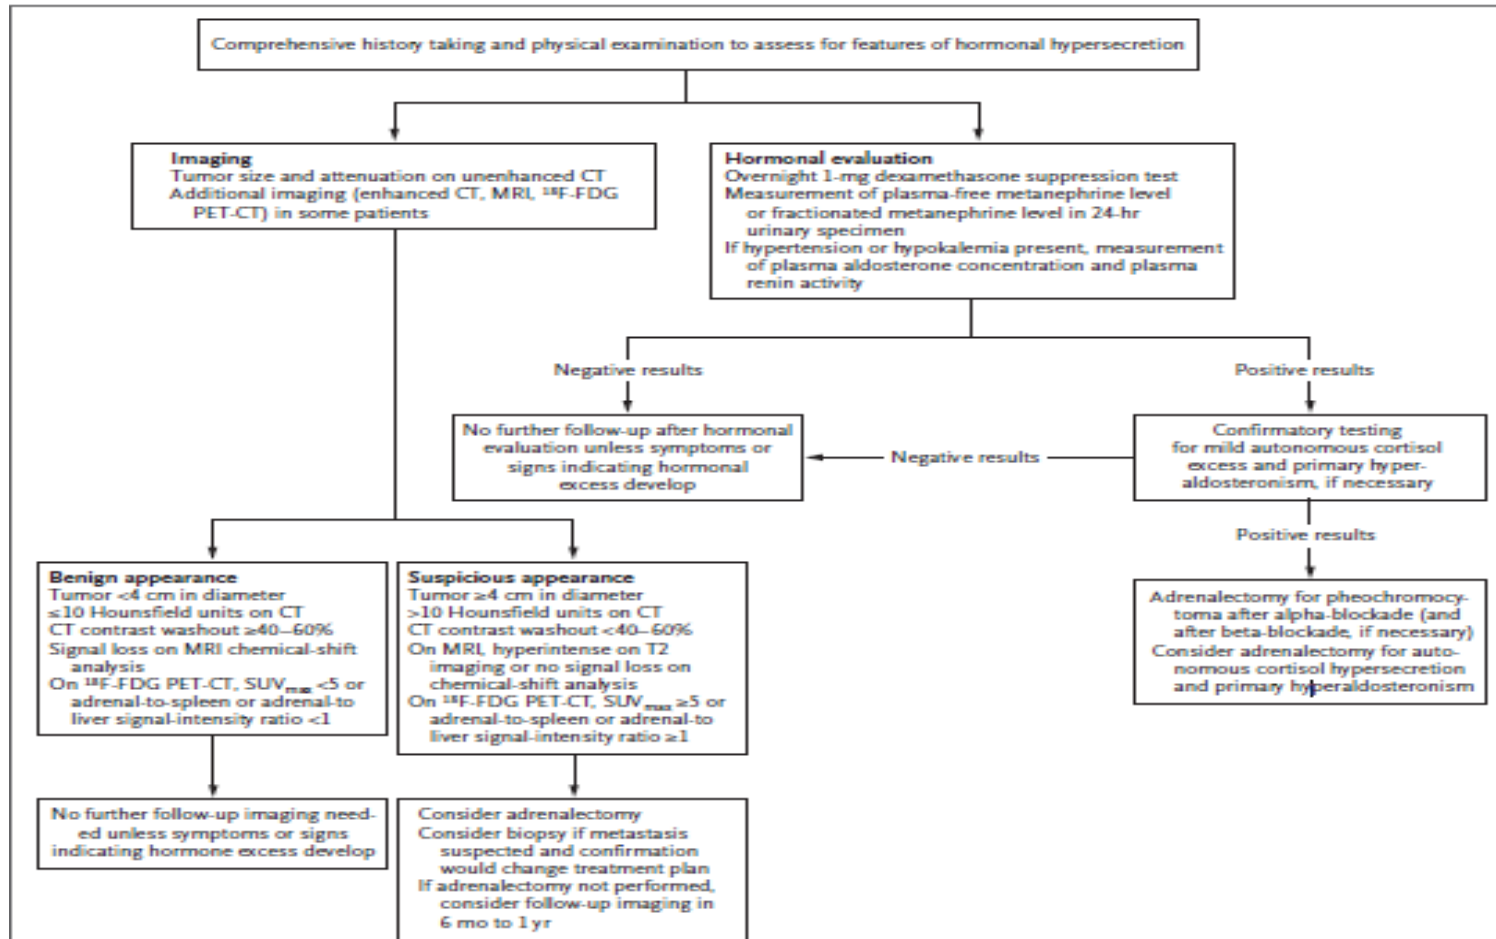 Comprehensive history taking and physical examination to assess for features of hormonal hypersecretion
Imaging
Tumor size and attenuation on unenhanced CT
Additional imaging (enhanced CT, MRI, ¹⁸F-FDG
PET-CT) in some patients
Hormonal evaluation
Overnight 1-mg dexamethasone suppression test
Measurement of plasma-free metanephrine level
or fractionated metanephrine level in 24-hr
urinary specimen
If hypertension or hypokalemia present, measurement
of plasma aldosterone concentration and plasma
renin activity
Negative results
Positive results
No further follow-up after hormonal
evaluation unless symptoms or
signs indicating hormonal
excess develop
Negative results
Confirmatory testing
for mild autonomous cortisol
excess and primary hyper-
aldosteronism, if necessary
Positive results
Benign appearance
Tumor <4 cm in diameter
≤10 Hounsfield units on CT
CT contrast washout ≥40–60%
Signal loss on MRI chemical-shift
analysis
On ¹⁸F-FDG PET-CT, SUVmax <5 or
adrenal-to-spleen or adrenal-to
liver signal-intensity ratio <1
Suspicious appearance
Tumor ≥4 cm in diameter
>10 Hounsfield units on CT
CT contrast washout <40–60%
On MRI, hyperintense on T2
imaging or no signal loss on
chemical-shift analysis
On ¹⁸F-FDG PET-CT, SUVmax ≥5 or
adrenal-to-spleen or adrenal-to
liver signal-intensity ratio ≥1
Adrenalectomy for pheochromocy-
toma after alpha-blockade (and
after beta-blockade, if necessary)
Consider adrenalectomy for auto-
nomous cortisol hypersecretion
and primary hyperaldosteronism
No further follow-up imaging need-
ed unless symptoms or signs
indicating hormone excess develop
Consider adrenalectomy
Consider biopsy if metastasis
suspected and confirmation
would change treatment plan
If adrenalectomy not performed,
consider follow-up imaging in
6 mo to 1 yr